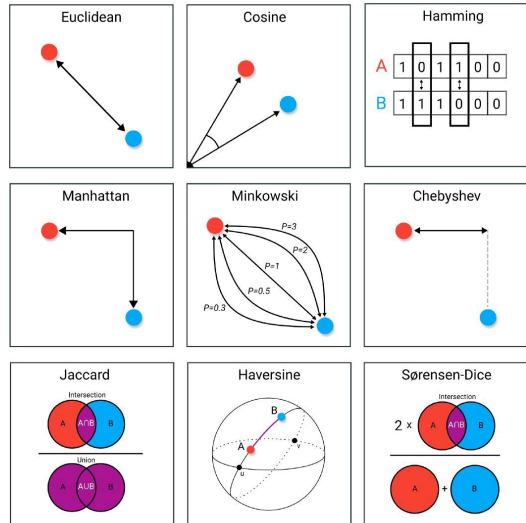 Euclidean
Cosine
Hamming
A 1 0 1 1 0 0
B 1 1 1 0 0 0
Manhattan
Minkowski
P=3
P=2
P=1
P=0.5
P=0.3
Chebyshev
Jaccard
Intersection
A A∩B B
Union
A A∪B B
Haversine
B
A
v
u
Sørensen-Dice
Intersection
2 x A A∩B B
A + B